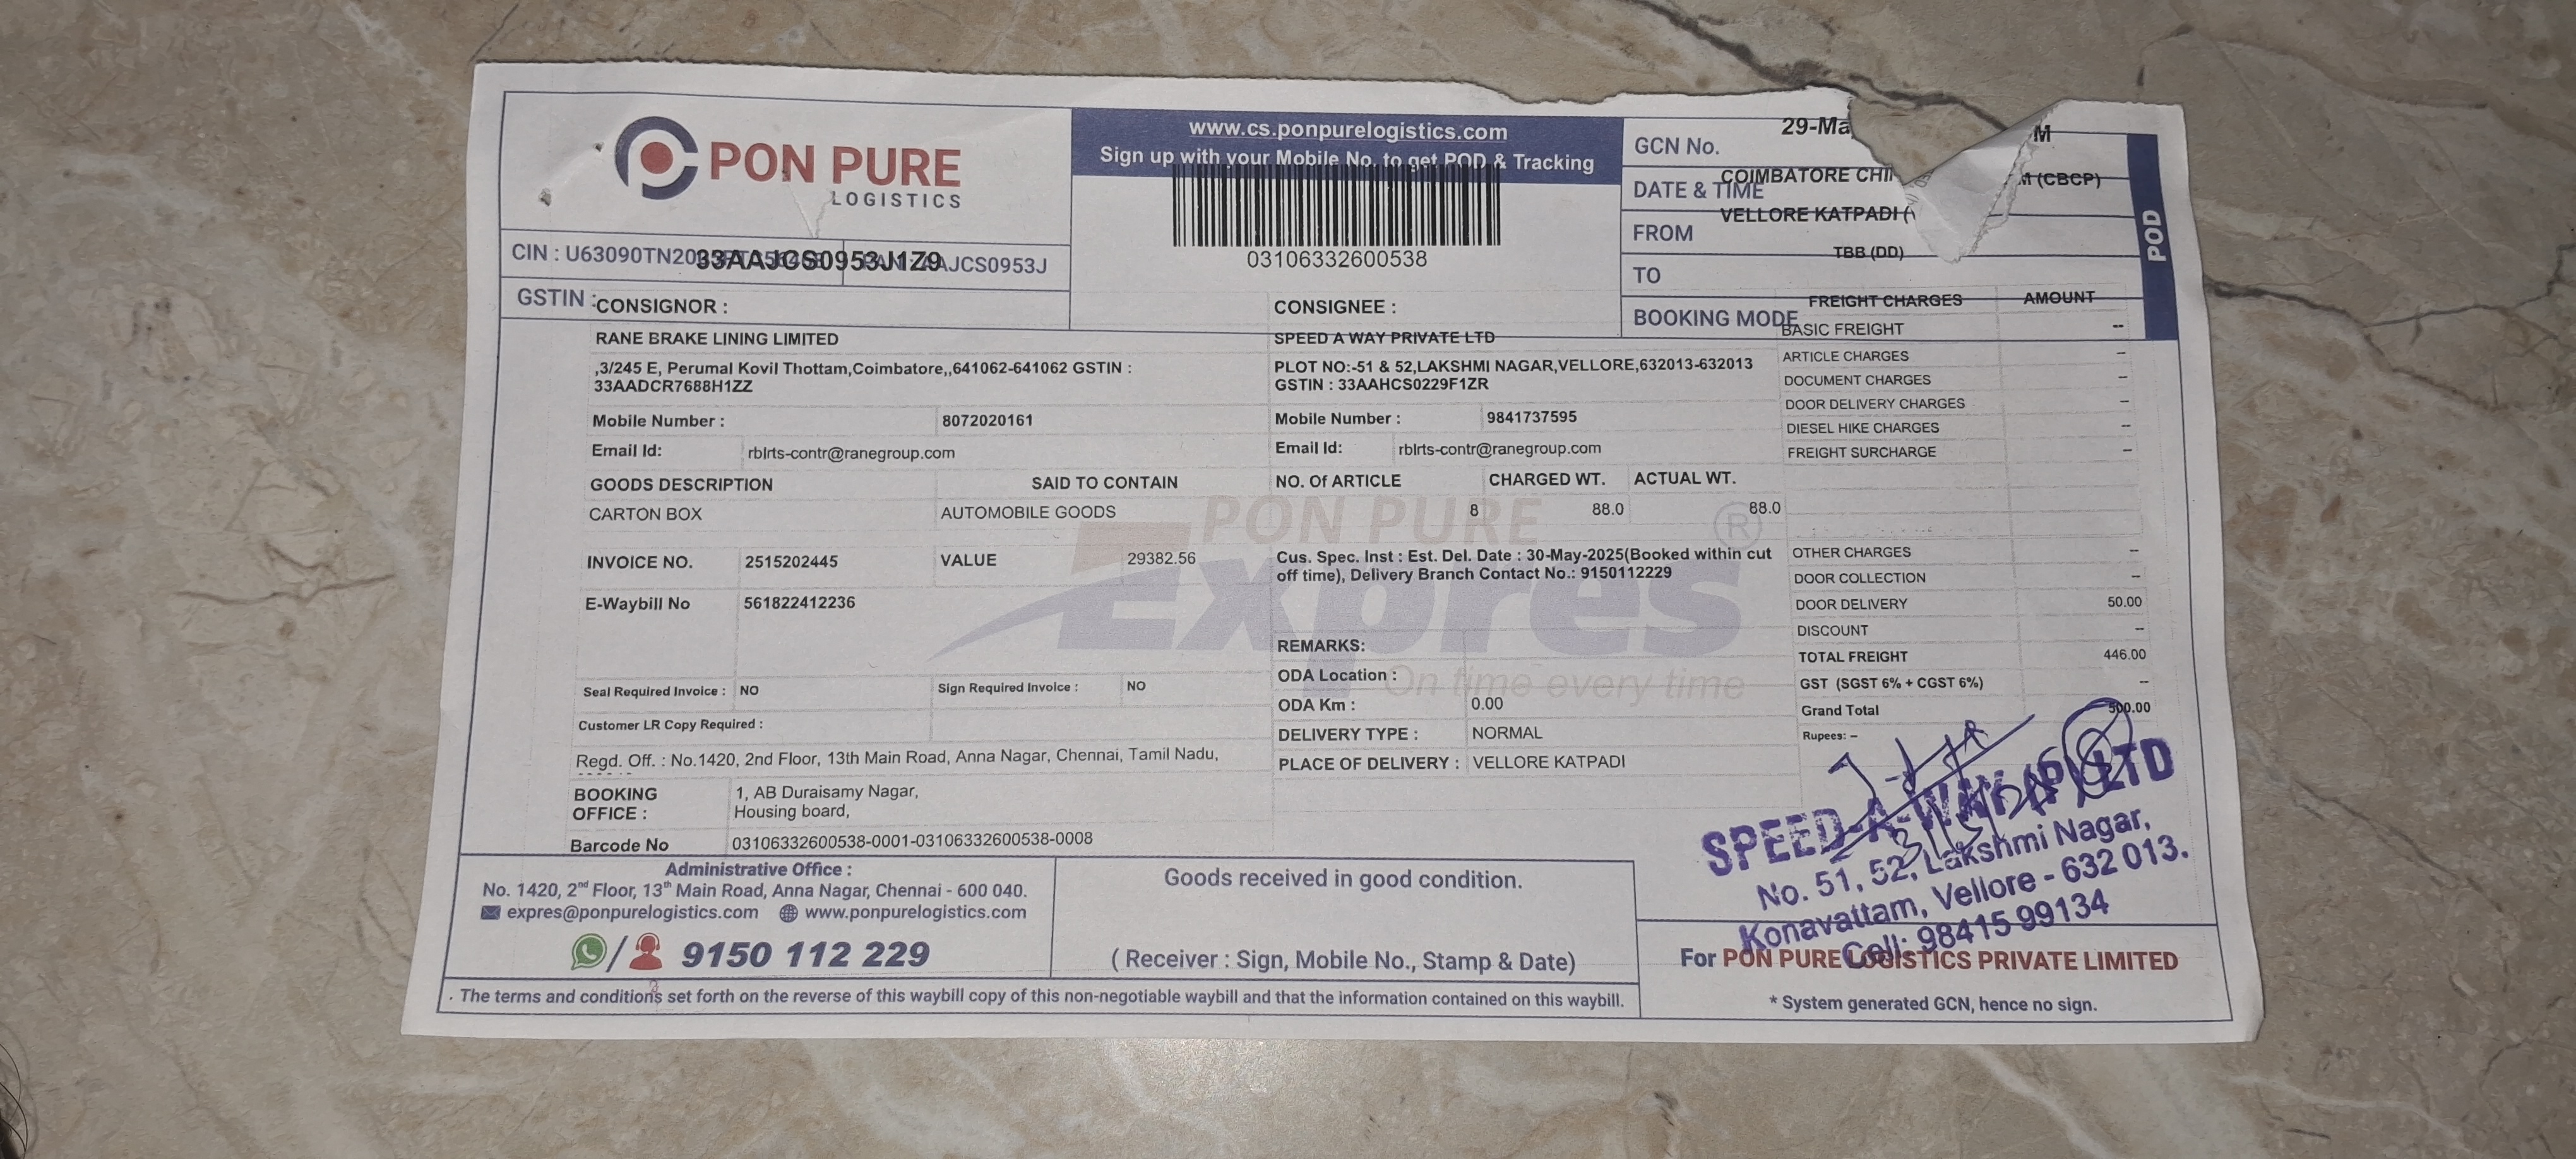 PON PURE
LOGISTICS
CIN : U63090TN20 PAN : AAJCS0953J
33AAJCS0953J1Z9
GSTIN :
www.cs.ponpurelogistics.com
Sign up with your Mobile No. to get POD & Tracking
03106332600538
GCN No.
29-Ma M
DATE & TIME
COIMBATORE CHI M (CBCP)
FROM
VELLORE KATPADI (
TO
TBB (DD)
BOOKING MODE
POD
CONSIGNOR :
RANE BRAKE LINING LIMITED
,3/245 E, Perumal Kovil Thottam,Coimbatore,,641062-641062 GSTIN :
33AADCR7688H1ZZ
Mobile Number : 8072020161
Email Id: rblrts-contr@ranegroup.com
CONSIGNEE :
SPEED A WAY PRIVATE LTD
PLOT NO:-51 & 52,LAKSHMI NAGAR,VELLORE,632013-632013
GSTIN : 33AAHCS0229F1ZR
Mobile Number : 9841737595
Email Id: rblrts-contr@ranegroup.com
FREIGHT CHARGES AMOUNT
BASIC FREIGHT --
ARTICLE CHARGES --
DOCUMENT CHARGES --
DOOR DELIVERY CHARGES --
DIESEL HIKE CHARGES --
FREIGHT SURCHARGE --
GOODS DESCRIPTION SAID TO CONTAIN NO. Of ARTICLE CHARGED WT. ACTUAL WT.
CARTON BOX AUTOMOBILE GOODS 8 88.0 88.0
PON PURE
Expres ®
On time every time
INVOICE NO. 2515202445 VALUE 29382.56
E-Waybill No 561822412236
Cus. Spec. Inst : Est. Del. Date : 30-May-2025(Booked within cut
off time), Delivery Branch Contact No.: 9150112229
OTHER CHARGES --
DOOR COLLECTION --
DOOR DELIVERY 50.00
DISCOUNT --
TOTAL FREIGHT 446.00
GST (SGST 6% + CGST 6%) --
Grand Total 500.00
Rupees: --
REMARKS:
ODA Location :
ODA Km : 0.00
DELIVERY TYPE : NORMAL
PLACE OF DELIVERY : VELLORE KATPADI
Seal Required Invoice : NO Sign Required Invoice : NO
Customer LR Copy Required :
Regd. Off. : No.1420, 2nd Floor, 13th Main Road, Anna Nagar, Chennai, Tamil Nadu,
BOOKING OFFICE :
1, AB Duraisamy Nagar,
Housing board,
Barcode No 03106332600538-0001-03106332600538-0008
SPEED-A-WAY (P) LTD
No. 51, 52, Lakshmi Nagar,
Konavattam, Vellore - 632 013.
Cell: 98415 99134
Administrative Office :
No. 1420, 2nd Floor, 13th Main Road, Anna Nagar, Chennai - 600 040.
expres@ponpurelogistics.com www.ponpurelogistics.com
/ 9150 112 229
Goods received in good condition.
( Receiver : Sign, Mobile No., Stamp & Date)
For PON PURE LOGISTICS PRIVATE LIMITED
* System generated GCN, hence no sign.
. The terms and conditions set forth on the reverse of this waybill copy of this non-negotiable waybill and that the information contained on this waybill.